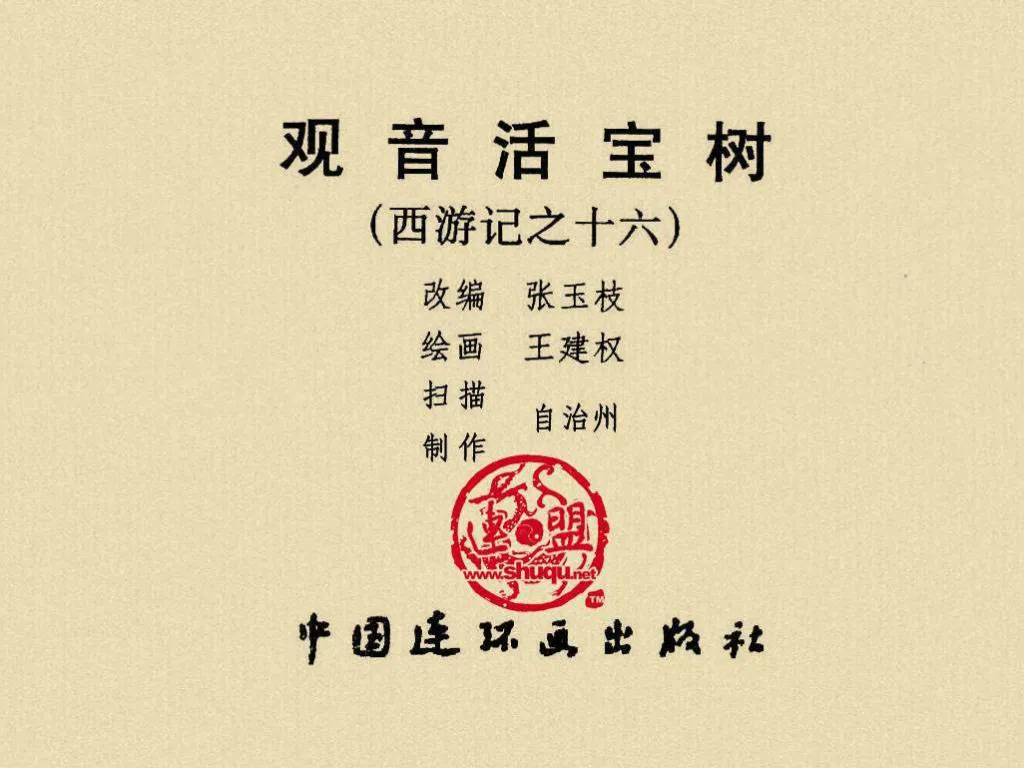 观音活宝树
(西游记之十六)
改编 张玉枝
绘画 王建权
扫描
自治州
制作
連盟
www.shuqu.net
TM
中国连环画出版社